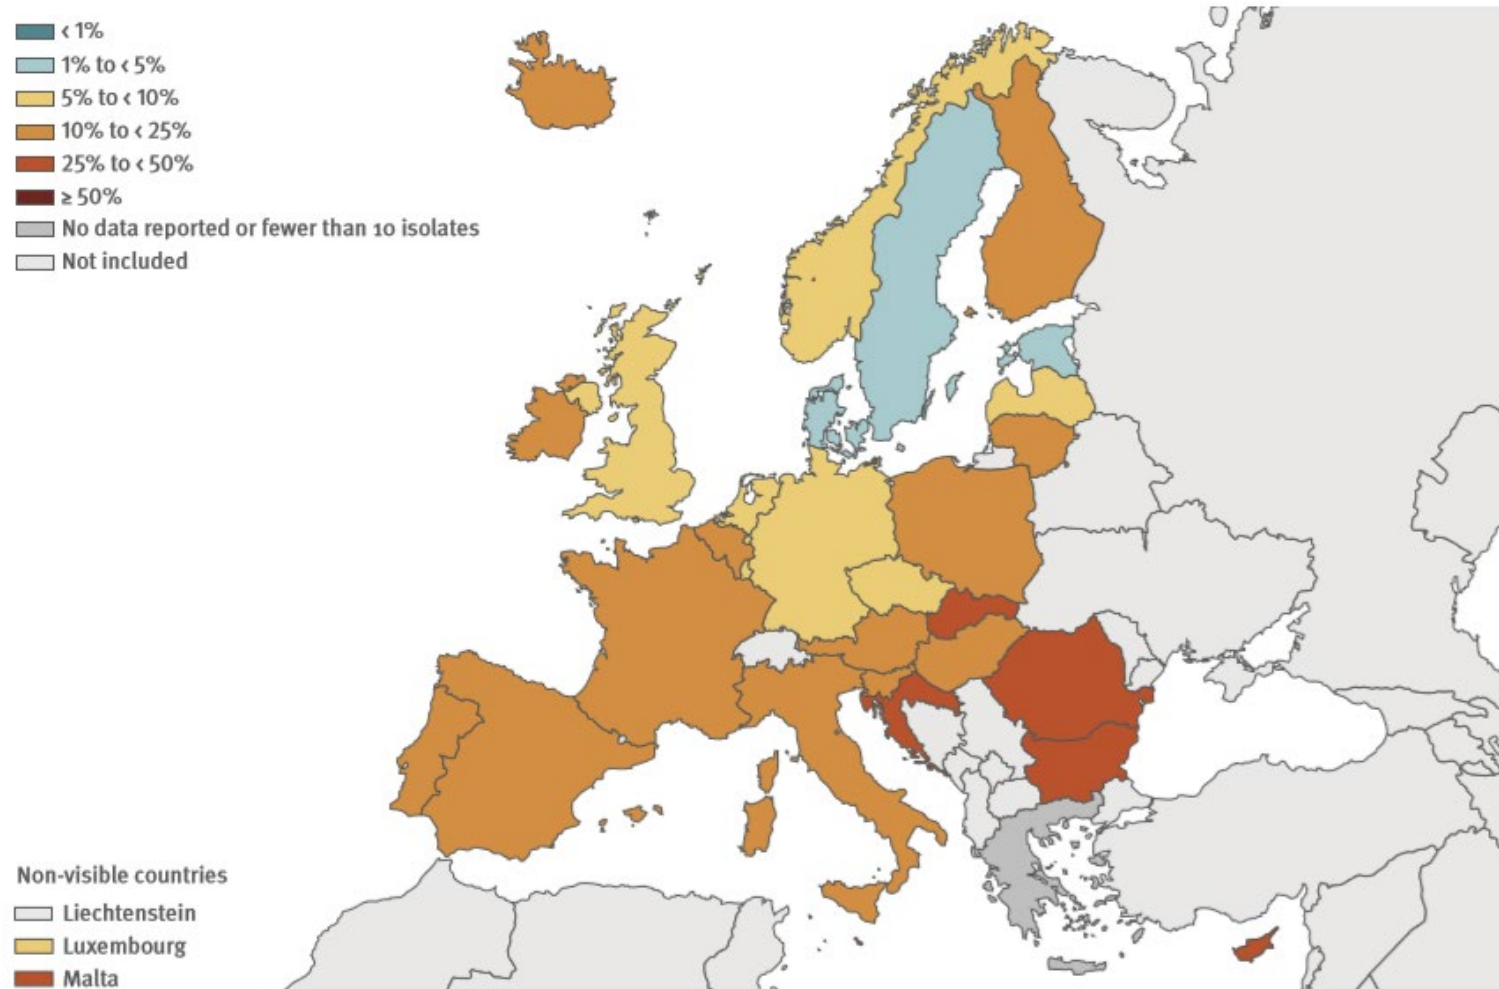 < 1%
1% to < 5%
5% to < 10%
10% to < 25%
25% to < 50%
≥ 50%
No data reported or fewer than 10 isolates
Not included
Non-visible countries
Liechtenstein
Luxembourg
Malta